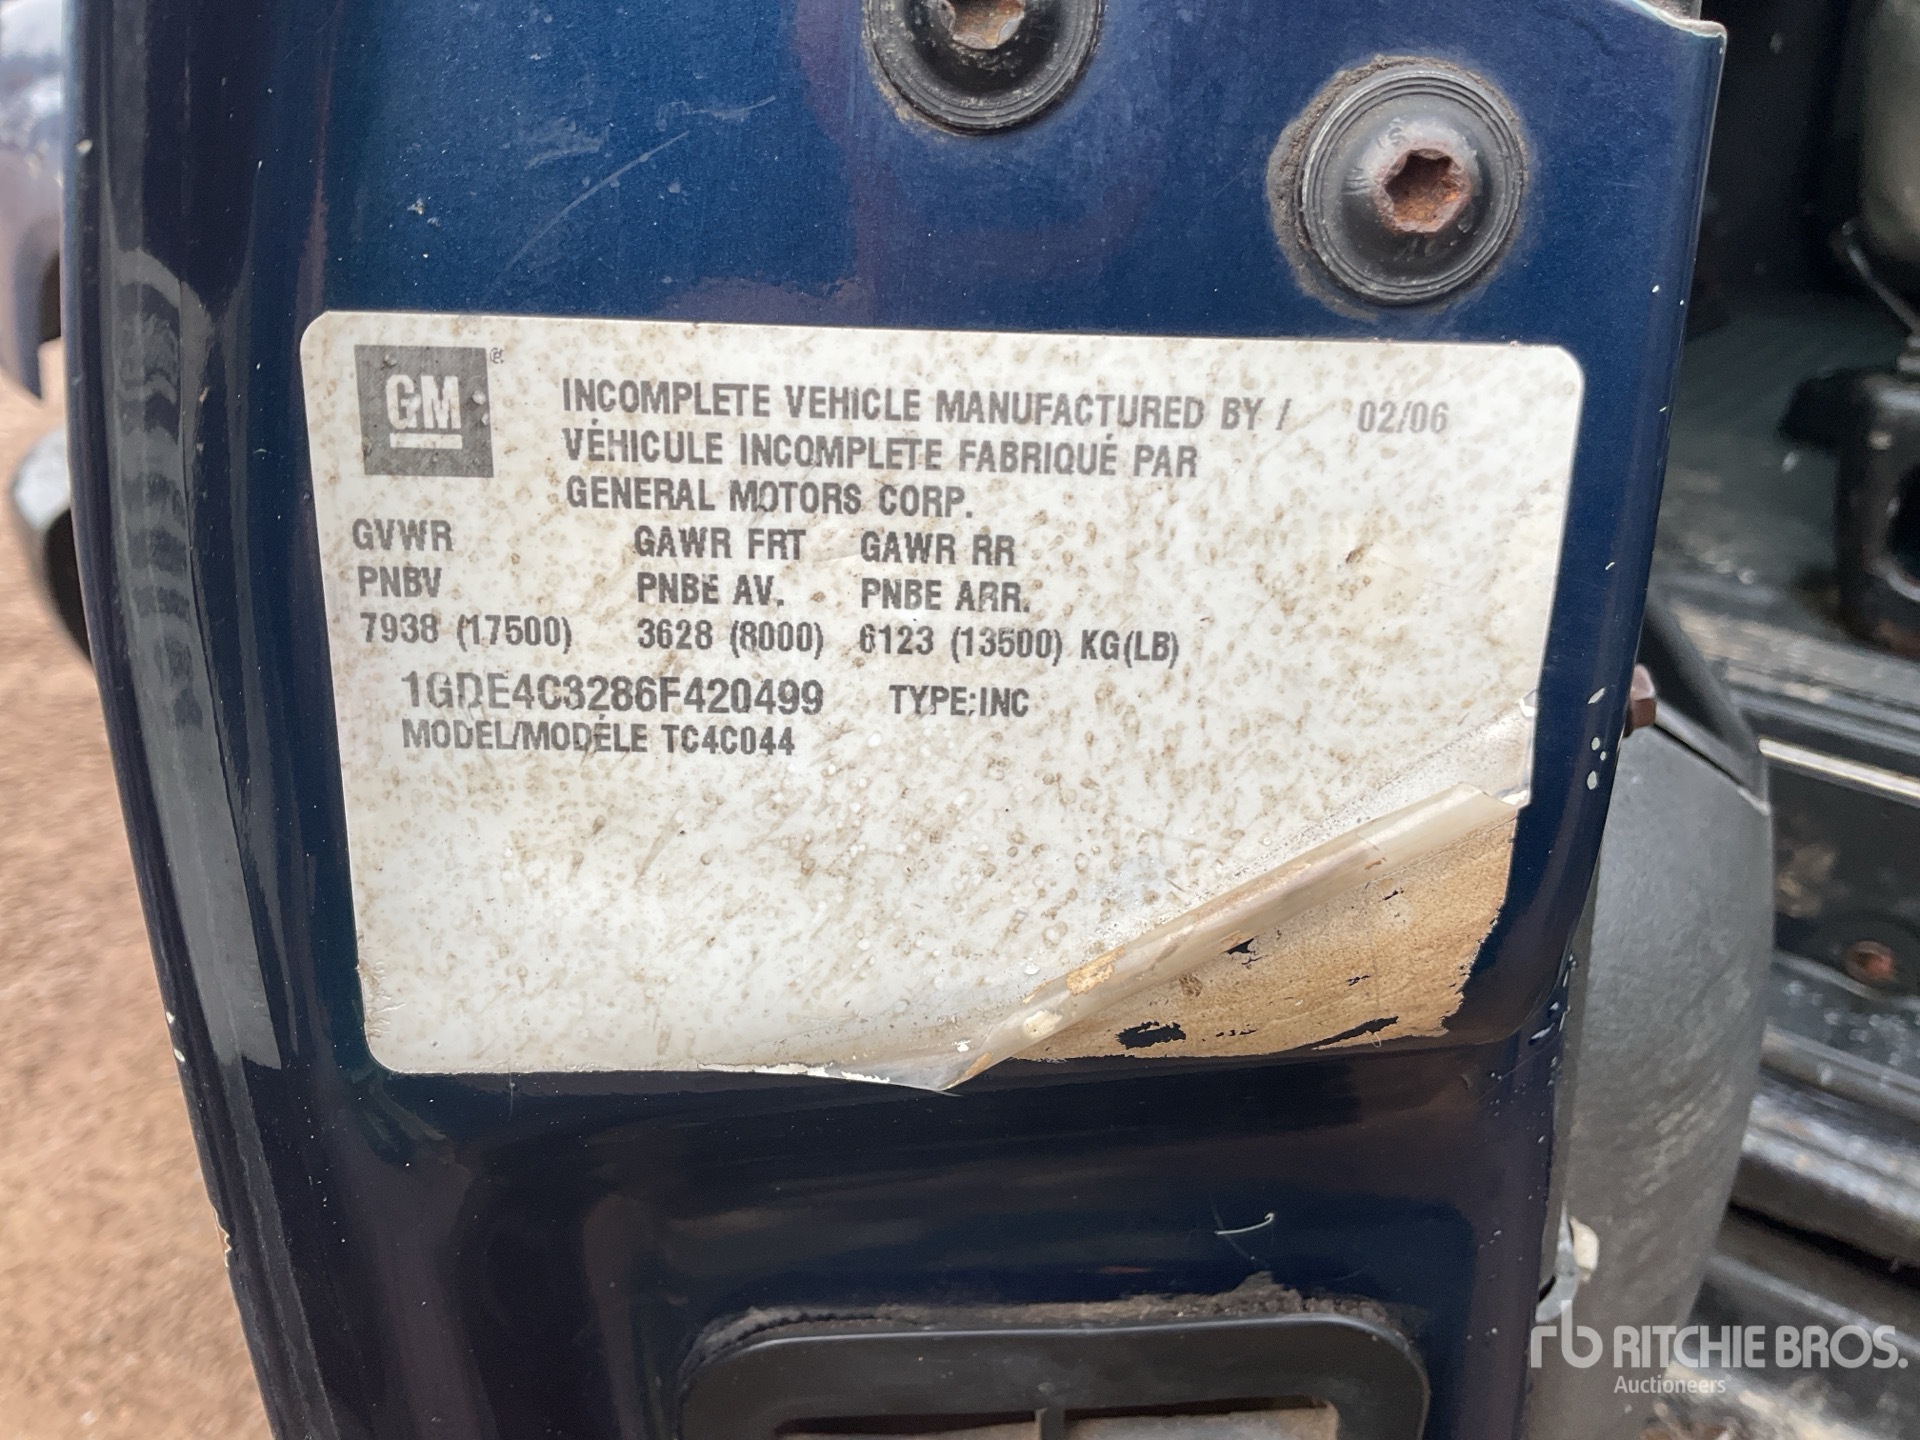 GM
INCOMPLETE VEHICLE MANUFACTURED BY / 02/06
VÉHICULE INCOMPLETE FABRIQUÉ PAR
GENERAL MOTORS CORP.
GVWR GAWR FRT GAWR RR
PNBV PNBE AV. PNBE ARR.
7938 (17500) 3628 (8000) 6123 (13500) KG(LB)
1GDE4C3286F420499 TYPE:INC
MODEL/MODÉLE TC4C044
rb RITCHIE BROS.
Auctioneers